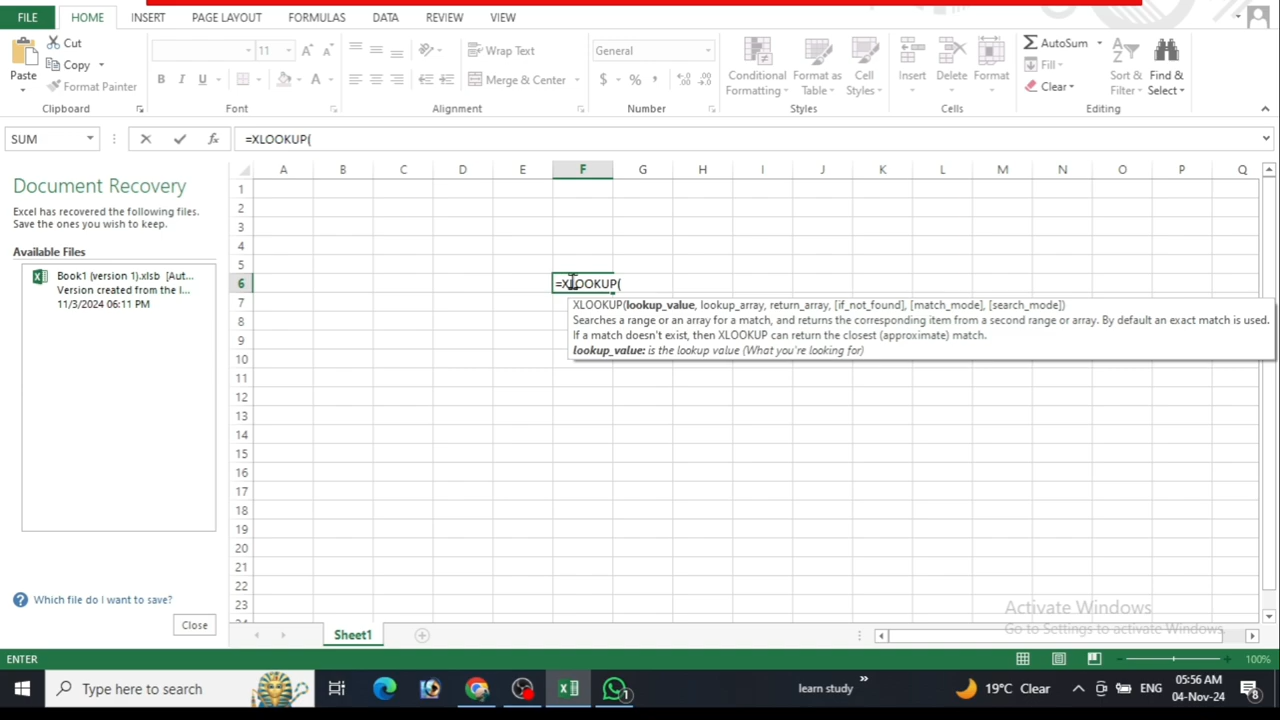 FILE HOME INSERT PAGE LAYOUT FORMULAS DATA REVIEW VIEW
Paste
Cut
Copy
Format Painter
Clipboard
11
Font
Wrap Text
Merge & Center
Alignment
General
Number
Conditional
Formatting
Format as
Table
Cell
Styles
Styles
Insert
Delete
Format
Cells
AutoSum
Fill
Clear
Sort &
Filter
Find &
Select
Editing
SUM
=XLOOKUP(
Document Recovery
Excel has recovered the following files.
Save the ones you wish to keep.
Available Files
Book1 (version 1).xlsb [Aut...
Version created from the l...
11/3/2024 06:11 PM
Which file do I want to save?
Close
A B C D E F G H I J K L M N O P Q
1
2
3
4
5
6 =XLOOKUP(
XLOOKUP(lookup_value, lookup_array, return_array, [if_not_found], [match_mode], [search_mode])
Searches a range or an array for a match, and returns the corresponding item from a second range or array. By default an exact match is used.
If a match doesn't exist, then XLOOKUP can return the closest (approximate) match.
lookup_value: is the lookup value (What you're looking for)
7
8
9
10
11
12
13
14
15
16
17
18
19
20
21
22
23
Activate Windows
Go to Settings to activate Windows.
Sheet1
ENTER
100%
Type here to search
1
learn study
19°C Clear
ENG
05:56 AM
04-Nov-24
8